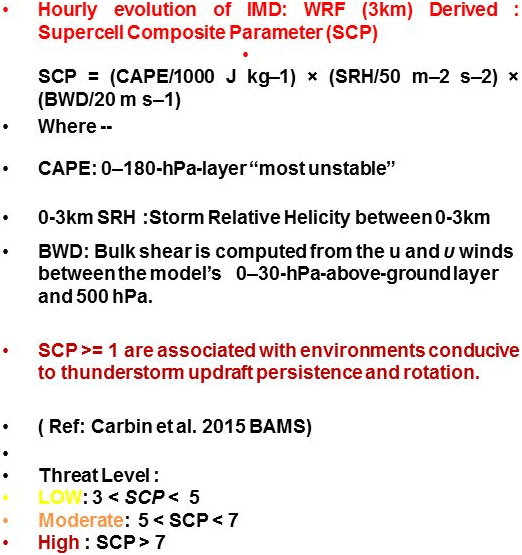 • Hourly evolution of IMD: WRF (3km) Derived :
Supercell Composite Parameter (SCP)
•
SCP = (CAPE/1000 J kg–1) × (SRH/50 m–2 s–2) ×
(BWD/20 m s–1)
• Where --
• CAPE: 0–180-hPa-layer “most unstable”
• 0-3km SRH :Storm Relative Helicity between 0-3km
• BWD: Bulk shear is computed from the u and υ winds
between the model’s 0–30-hPa-above-ground layer
and 500 hPa.
• SCP >= 1 are associated with environments conducive
to thunderstorm updraft persistence and rotation.
• ( Ref: Carbin et al. 2015 BAMS)
•
• Threat Level :
• LOW: 3 < SCP < 5
• Moderate: 5 < SCP < 7
• High : SCP > 7